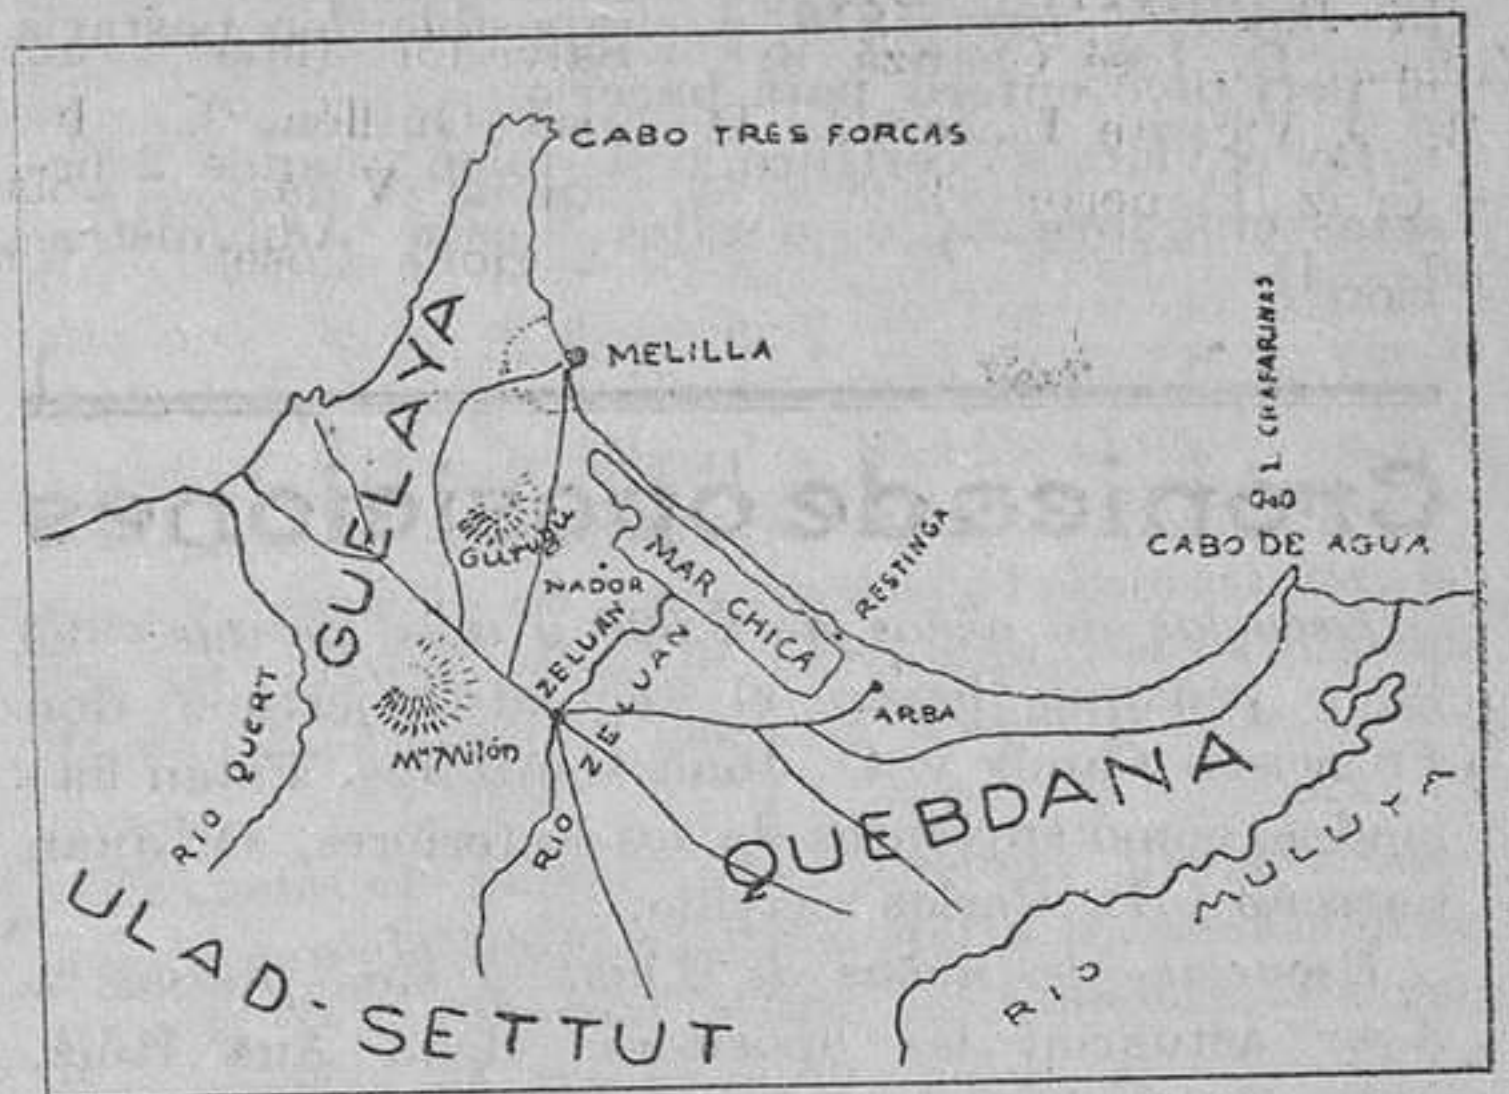 CABO TRES FORCAS
I. CHAFARINAS
GUELAYA
MELILLA
Gurugú
CABO DE AGUA
RESTINGA
MAR CHICA
NADOR
ZELUAN
ARBA
Mte Milón
RIO QUERT
RIO ZELUAN
QUEBDANA
RIO MULUYA
ULAD-SETTUT